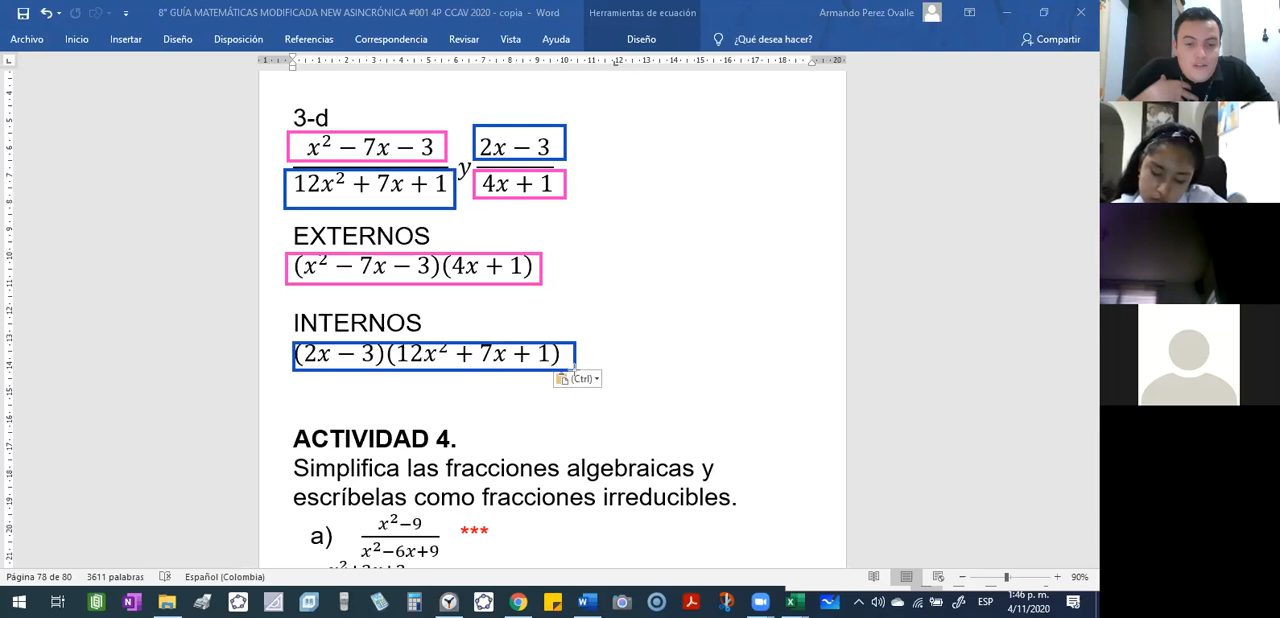 8° GUÍA MATEMÁTICAS MODIFICADA NEW ASINCRÓNICA #001 4P CCAV 2020 - copia - Word
Herramientas de ecuación
Armando Perez Ovalle
Archivo Inicio Insertar Diseño Disposición Referencias Correspondencia Revisar Vista Ayuda Diseño ¿Qué desea hacer? Compartir
3-d
x² − 7x − 3
12x² + 7x + 1
y
2x − 3
4x + 1
EXTERNOS
(x² − 7x − 3)(4x + 1)
INTERNOS
(2x − 3)(12x² + 7x + 1)
(Ctrl)
ACTIVIDAD 4.
Simplifica las fracciones algebraicas y
escríbelas como fracciones irreducibles.
a) x²−9
x²−6x+9
***
Página 78 de 80 3611 palabras Español (Colombia) 90%
ESP
1:46 p. m.
4/11/2020